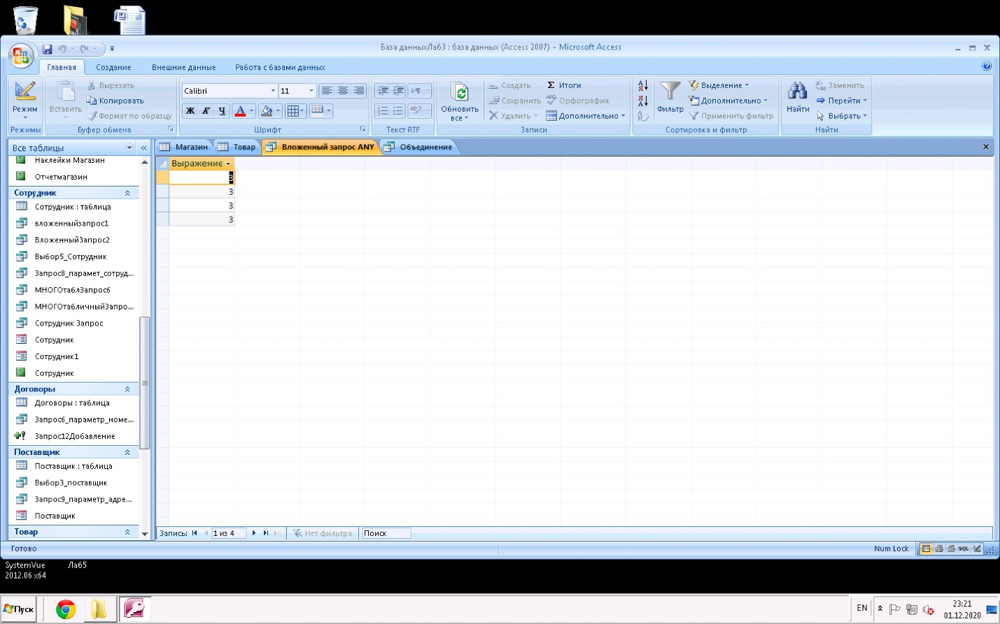 База данныхЛаб3 : база данных (Access 2007) - Microsoft Access
Главная Создание Внешние данные Работа с базами данных
Режим
Режимы
Вставить
Вырезать
Копировать
Формат по образцу
Буфер обмена
Calibri 11
Ж К Ч
Шрифт
Текст RTF
Обновить
все
Создать
Сохранить
Удалить
Итоги
Орфография
Дополнительно
Записи
Фильтр
Выделение
Дополнительно
Применить фильтр
Сортировка и фильтр
Найти
Заменить
Перейти
Выбрать
Найти
Все таблицы
Магазин Товар Вложенный запрос ANY Объединение
Наклейки Магазин
Отчетмагазин
Сотрудник
Сотрудник : таблица
вложенныйзапрос1
ВложенныйЗапрос2
Выбор5_Сотрудник
Запрос8_парамет_сотруд...
МНОГОтаблЗапрос6
МНОГОтабличныйЗапро...
Сотрудник Запрос
Сотрудник
Сотрудник1
Сотрудник
Договоры
Договоры : таблица
Запрос6_параметр_номе...
Запрос12Добавление
Поставщик
Поставщик : таблица
Выбор3_поставщик
Запрос9_параметр_адре...
Поставщик
Товар
Выражение
3
3
3
3
Запись: 1 из 4 Нет фильтра Поиск
Готово Num Lock SQL
SystemVue
2012.06 x64
Лаб5
Пуск
EN
23:21
01.12.2020